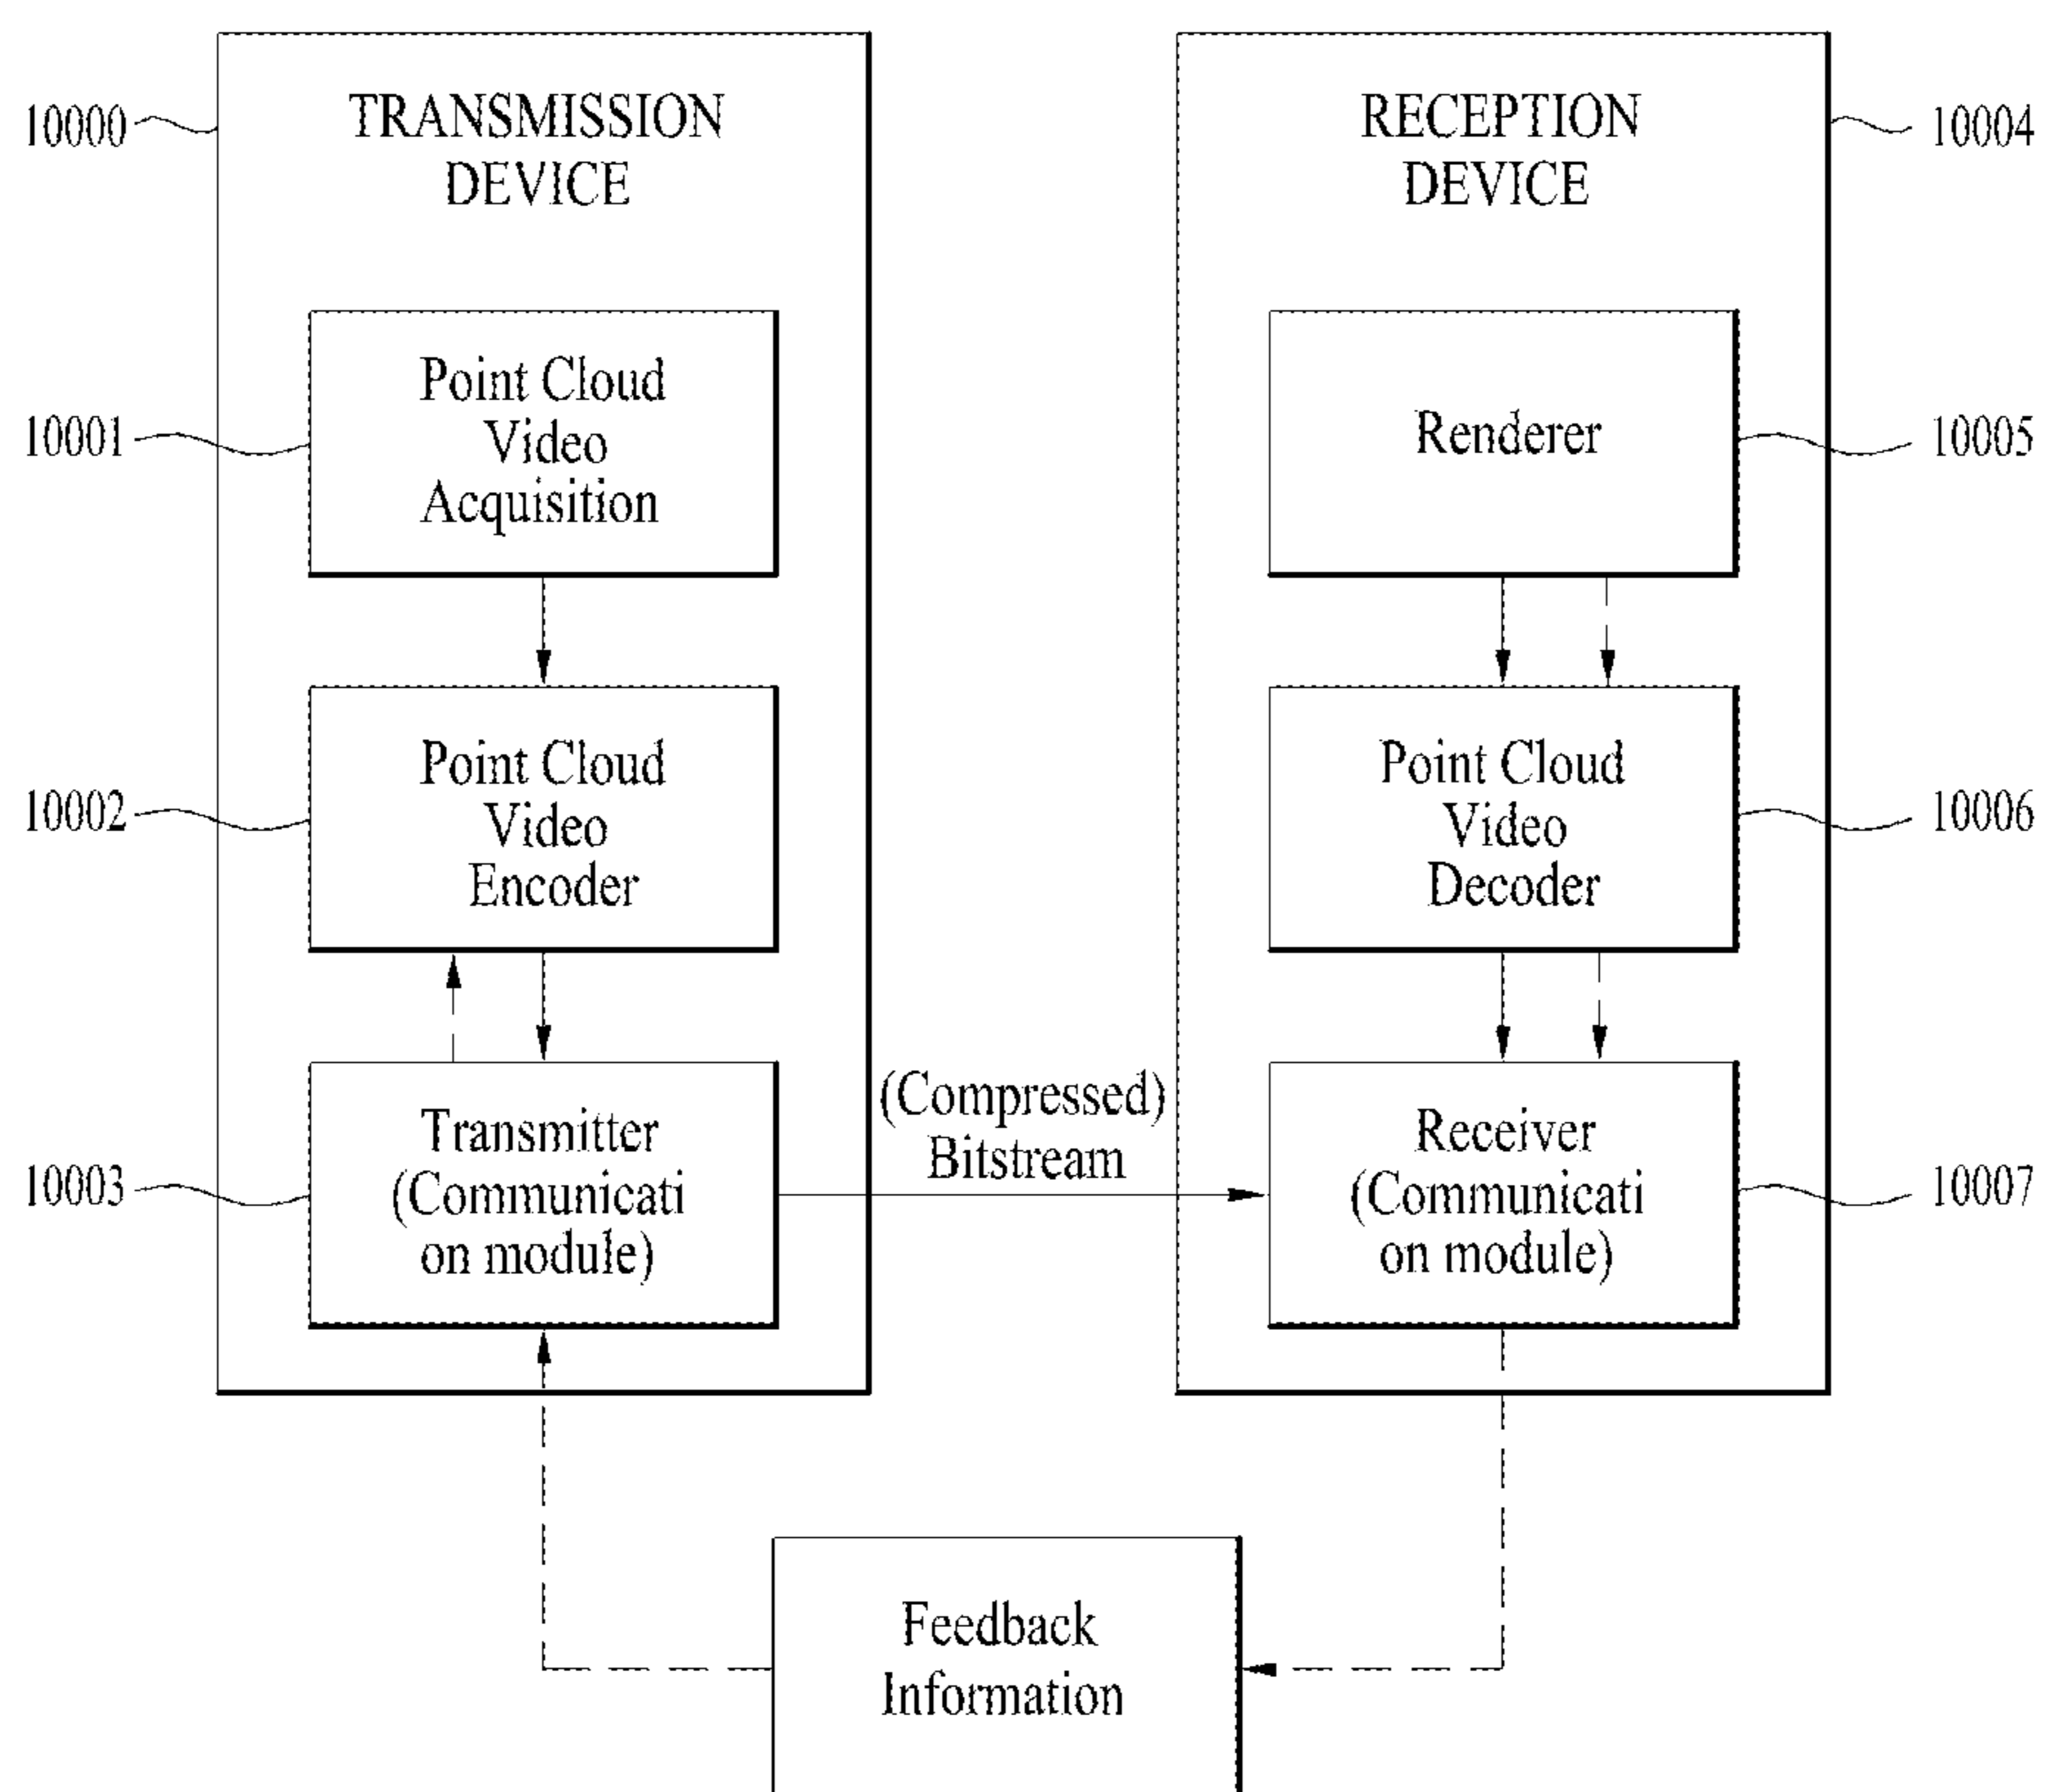 10000
TRANSMISSION
DEVICE
10001
Point Cloud
Video
Acquisition
10002
Point Cloud
Video
Encoder
10003
Transmitter
(Communicati
on module)
(Compressed)
Bitstream
RECEPTION
DEVICE
10004
Renderer
10005
Point Cloud
Video
Decoder
10006
Receiver
(Communicati
on module)
10007
Feedback
Information